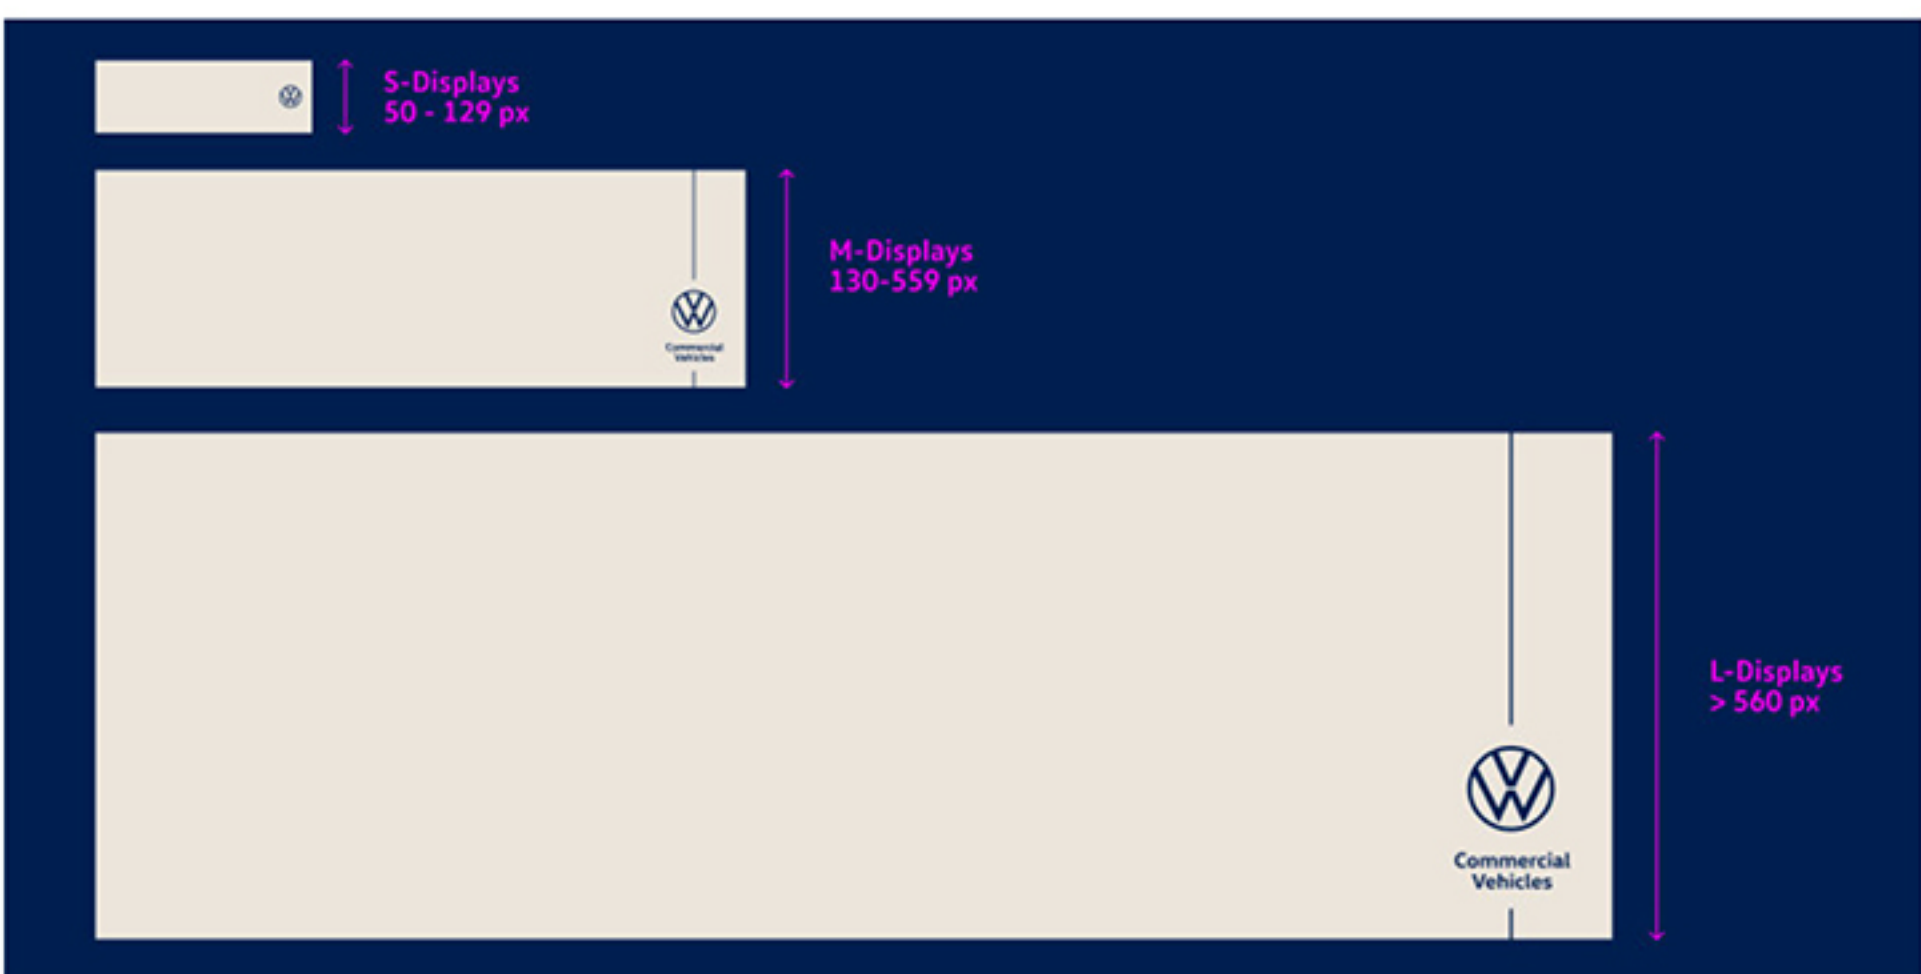 S-Displays
50 - 129 px
M-Displays
130-559 px
Commercial
Vehicles
L-Displays
> 560 px
Commercial
Vehicles